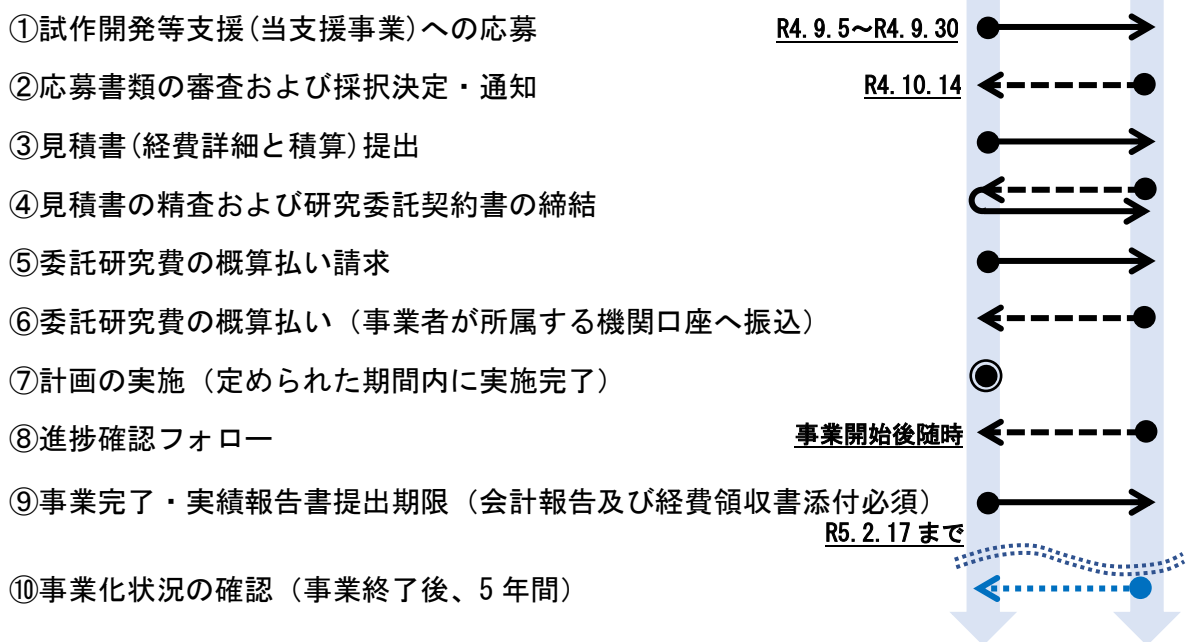 ①試作開発等支援(当支援事業)への応募 R4.9.5～R4.9.30
②応募書類の審査および採択決定・通知 R4.10.14
③見積書(経費詳細と積算)提出
④見積書の精査および研究委託契約書の締結
⑤委託研究費の概算払い請求
⑥委託研究費の概算払い（事業者が所属する機関口座へ振込）
⑦計画の実施（定められた期間内に実施完了）
⑧進捗確認フォロー 事業開始後随時
⑨事業完了・実績報告書提出期限（会計報告及び経費領収書添付必須）
R5.2.17 まで
⑩事業化状況の確認（事業終了後、5 年間）